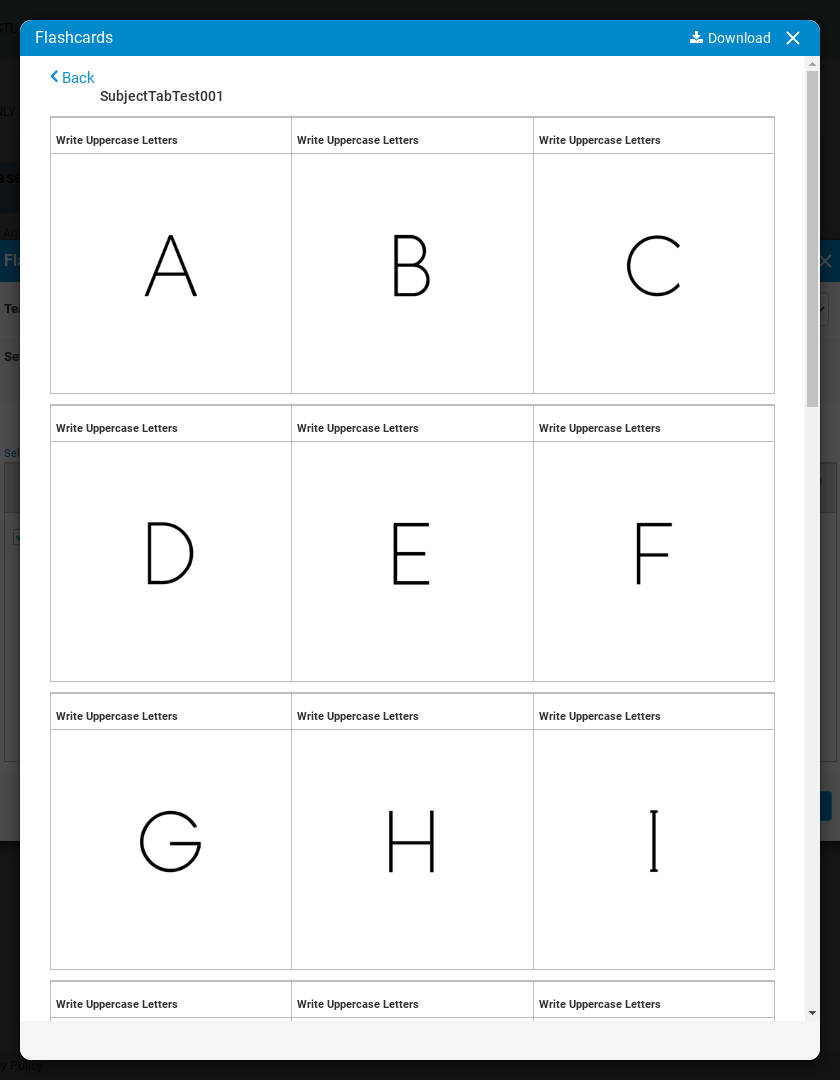 Flashcards
Download
Back
SubjectTabTest001
Write Uppercase Letters Write Uppercase Letters Write Uppercase Letters
A B C
Write Uppercase Letters Write Uppercase Letters Write Uppercase Letters
D E F
Write Uppercase Letters Write Uppercase Letters Write Uppercase Letters
G H I
Write Uppercase Letters Write Uppercase Letters Write Uppercase Letters